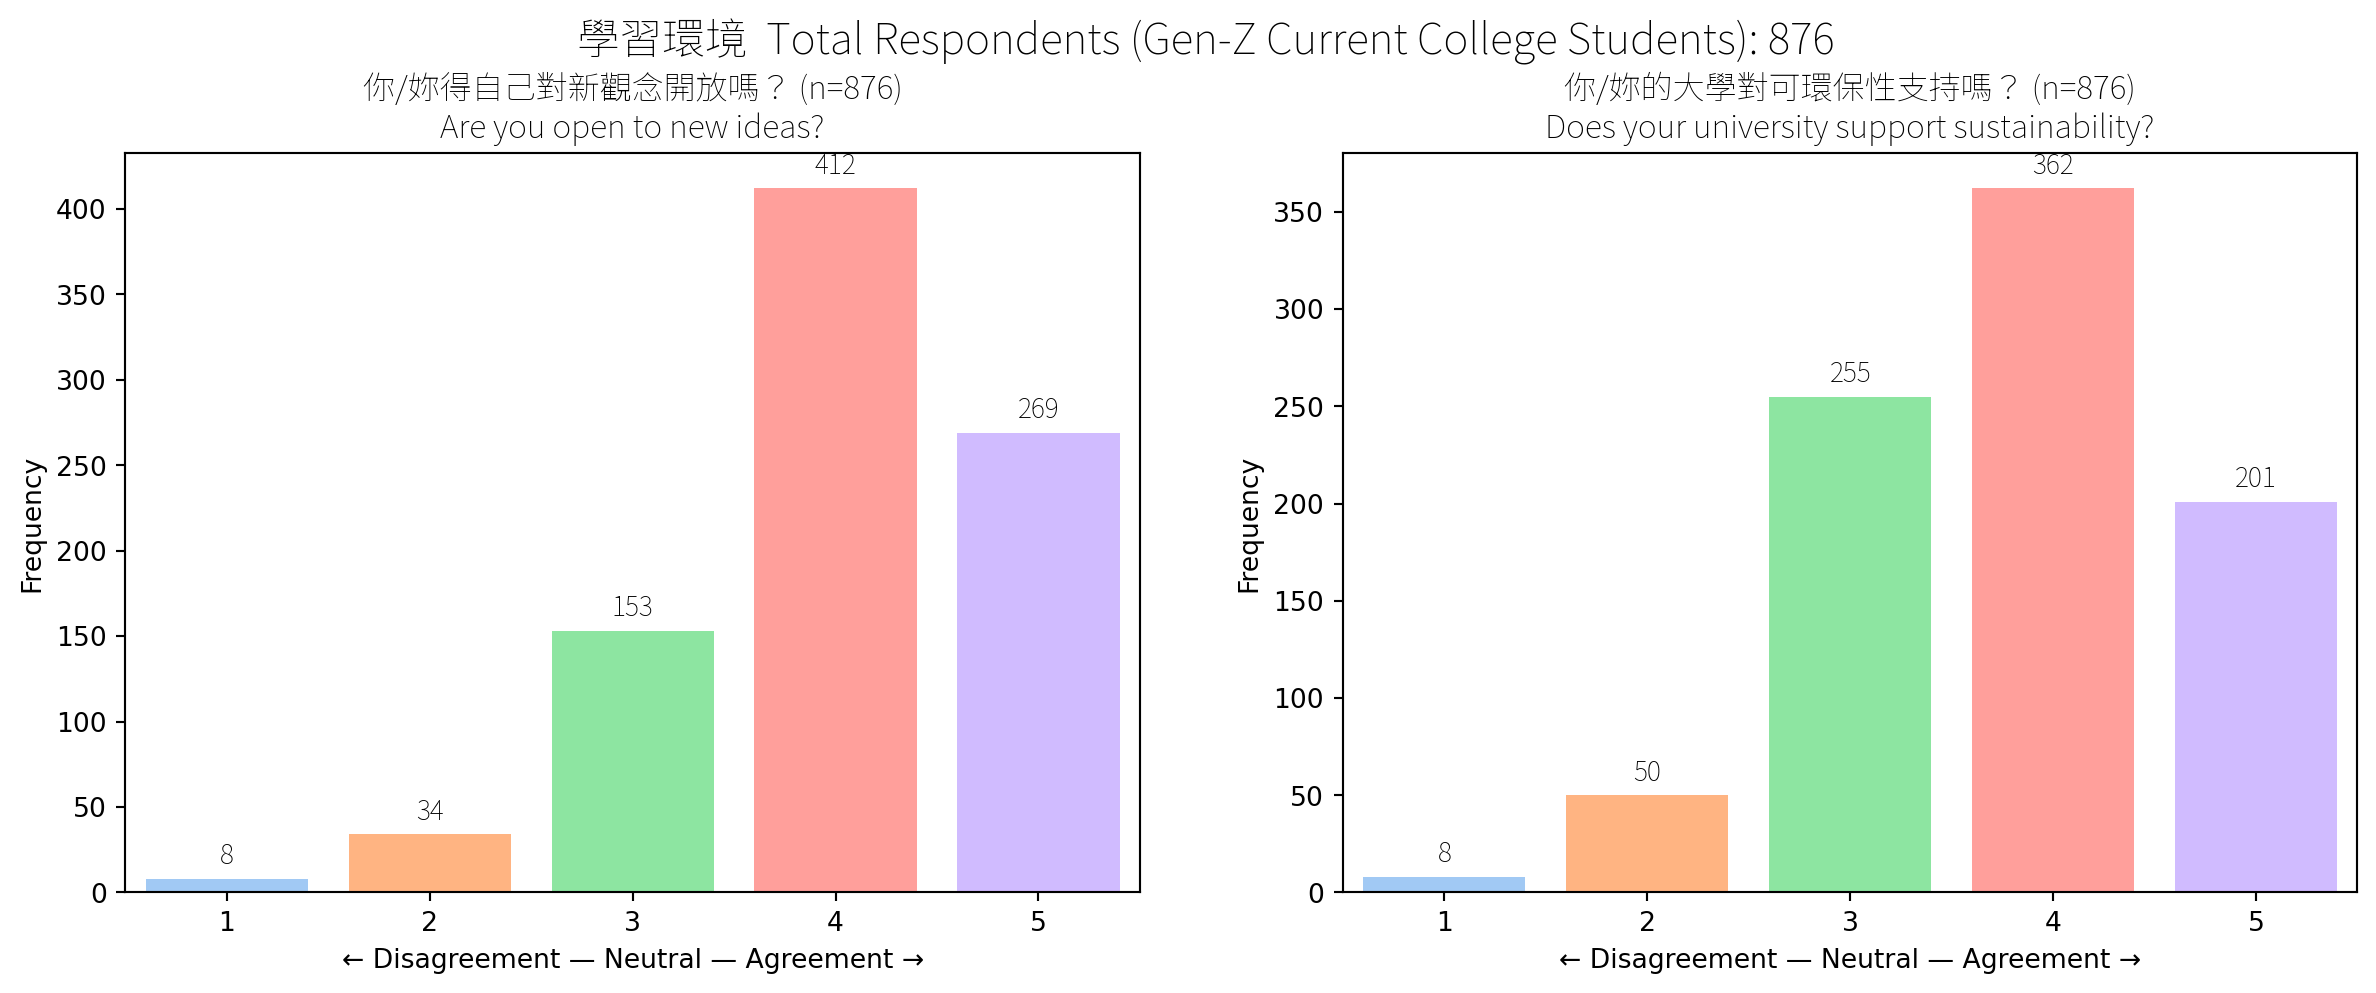 學習環境  Total Respondents (Gen-Z Current College Students): 876
你/妳得自己對新觀念開放嗎？ (n=876)
Are you open to new ideas?
412
400
350
300
269
250
200
153
150
100
50
34
8
0
Frequency
1 2 3 4 5
← Disagreement — Neutral — Agreement →
你/妳的大學對可環保性支持嗎？ (n=876)
Does your university support sustainability?
362
350
300
255
250
201
200
150
100
50
50
8
0
Frequency
1 2 3 4 5
← Disagreement — Neutral — Agreement →